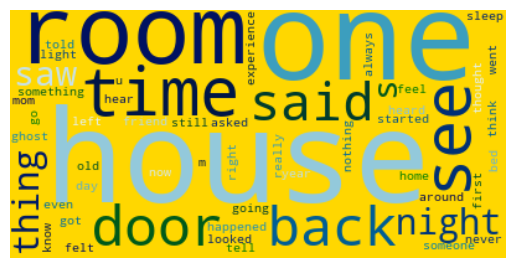 room
one
sleep
told
light
experience
always
went
saw
time
said
s
see
something
u
hear
feel
thought
mom
go
ghost
left
friend
still
asked
heard
started
think
thing
house
nothing
old
now
m
right
really
year
home
bed
first
day
even
know
got
felt
door
going
happened
looked
tell
back
night
around
someone
never